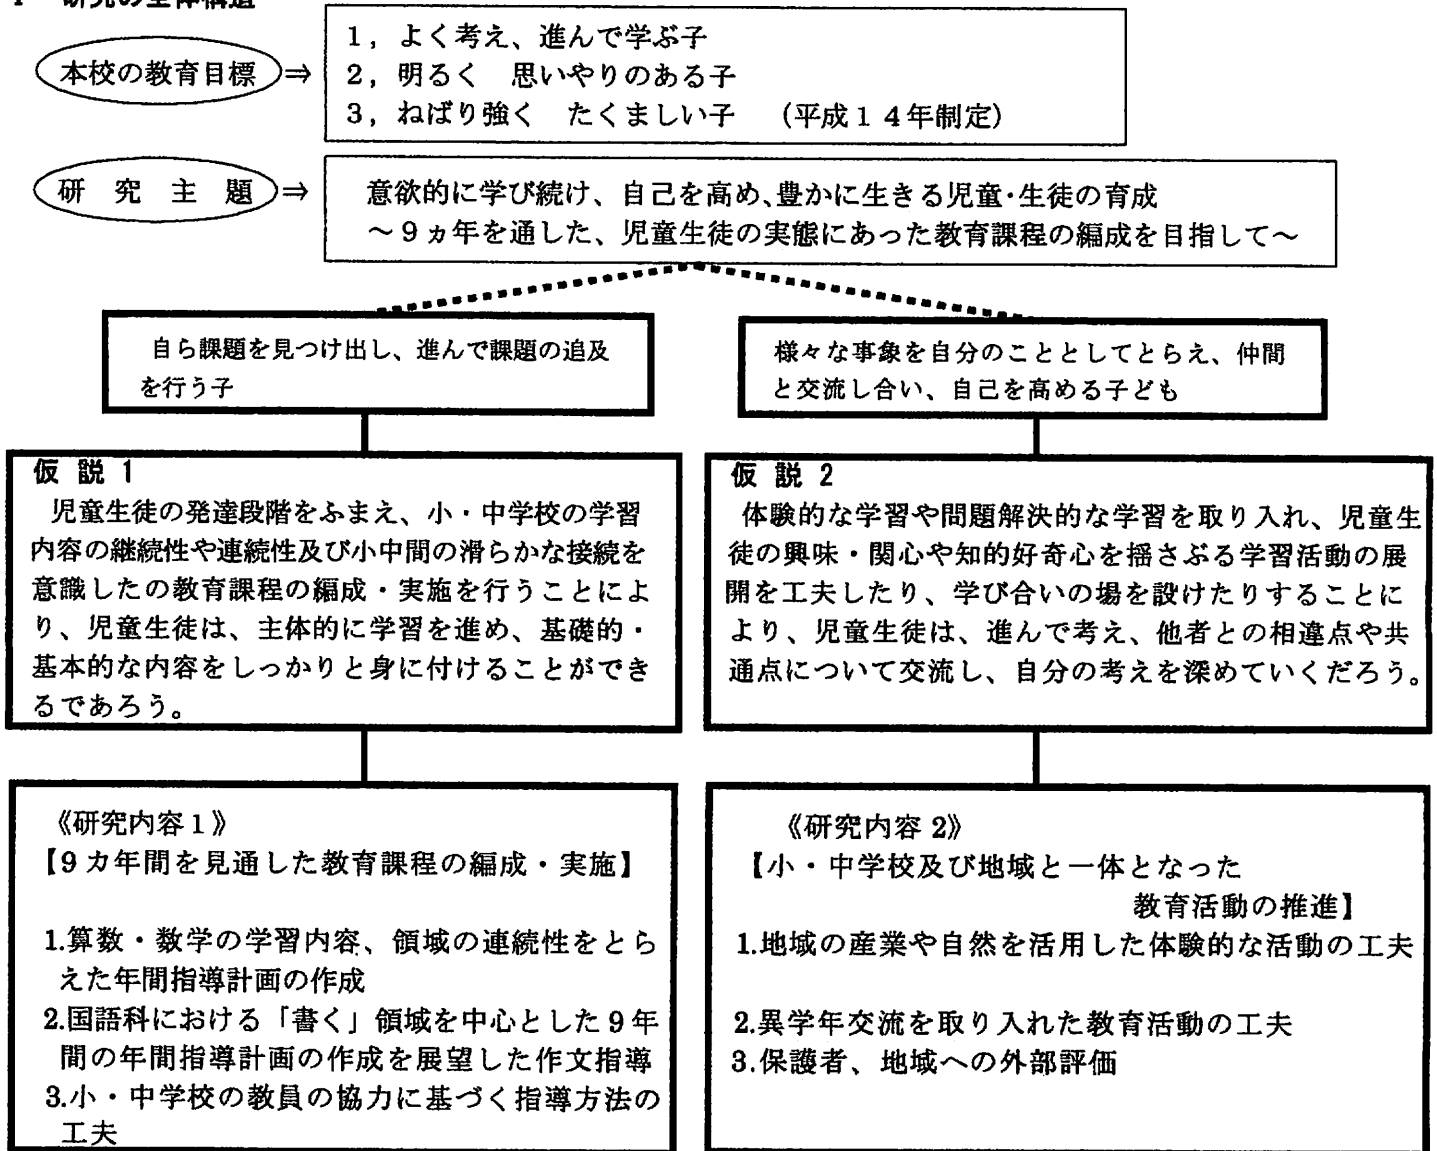 研究の全体構造
本校の教育目標 ⇒
1，よく考え、進んで学ぶ子
2，明るく　思いやりのある子
3，ねばり強く　たくましい子　（平成１４年制定）
研　究　主　題 ⇒
意欲的に学び続け、自己を高め、豊かに生きる児童・生徒の育成
～９ヵ年を通した、児童生徒の実態にあった教育課程の編成を目指して～
自ら課題を見つけ出し、進んで課題の追及
を行う子
様々な事象を自分のこととしてとらえ、仲間
と交流し合い、自己を高める子ども
仮 説 1
児童生徒の発達段階をふまえ、小・中学校の学習
内容の継続性や連続性及び小中間の滑らかな接続を
意識したの教育課程の編成・実施を行うことによ
り、児童生徒は、主体的に学習を進め、基礎的・
基本的な内容をしっかりと身に付けることができ
るであろう。
仮 説 2
体験的な学習や問題解決的な学習を取り入れ、児童生
徒の興味・関心や知的好奇心を揺さぶる学習活動の展
開を工夫したり、学び合いの場を設けたりすることに
より、児童生徒は、進んで考え、他者との相違点や共
通点について交流し、自分の考えを深めていくだろう。
《研究内容１》
【９カ年間を見通した教育課程の編成・実施】
1.算数・数学の学習内容、領域の連続性をとら
えた年間指導計画の作成
2.国語科における「書く」領域を中心とした９年
間の年間指導計画の作成を展望した作文指導
3.小・中学校の教員の協力に基づく指導方法の
工夫
《研究内容 2》
【小・中学校及び地域と一体となった
教育活動の推進】
1.地域の産業や自然を活用した体験的な活動の工夫
2.異学年交流を取り入れた教育活動の工夫
3.保護者、地域への外部評価